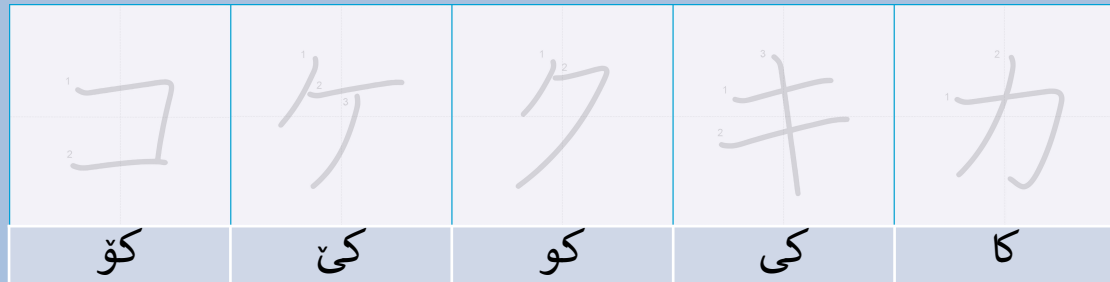 カ キ ク ケ コ
کا کی کو کێ کۆ